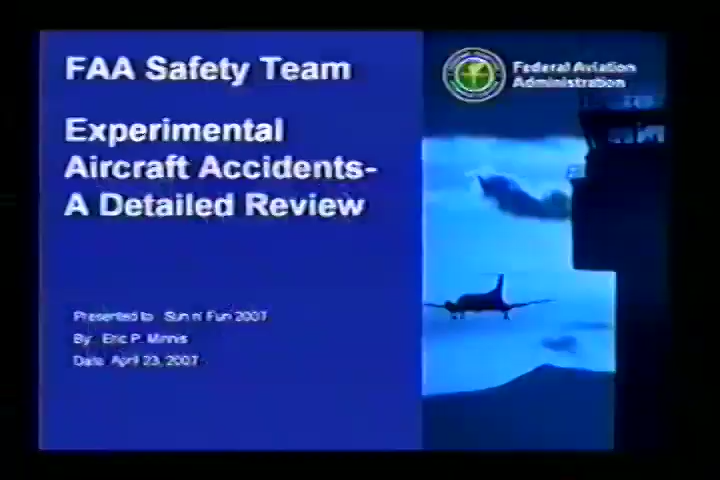 FAA Safety Team
Federal Aviation
Administration
Experimental
Aircraft Accidents-
A Detailed Review
Presented to: Sun n' Fun 2007
By: Eric P. Minnis
Date: April 23, 2007